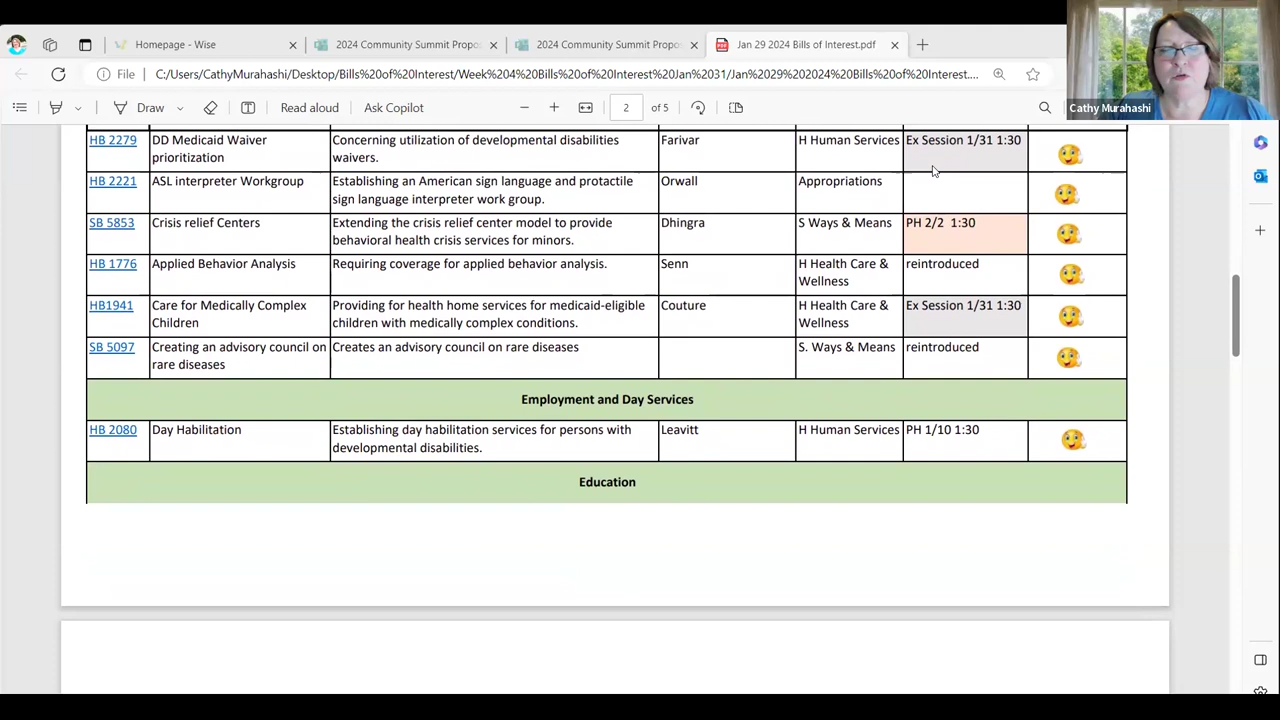 Homepage - Wise
2024 Community Summit Propo
2024 Community Summit Propo
Jan 29 2024 Bills of Interest.pdf
File
C:/Users/CathyMurahashi/Desktop/Bills%20of%20Interest/Week%204%20Bills%20of%20Interest%20Jan%2031/Jan%2029%202024%20Bills%20of%20Interest....
Cathy Murahashi
Draw
Read aloud
Ask Copilot
2 of 5
HB 2279 DD Medicaid Waiver prioritization Concerning utilization of developmental disabilities waivers. Farivar H Human Services Ex Session 1/31 1:30
HB 2221 ASL interpreter Workgroup Establishing an American sign language and protactile sign language interpreter work group. Orwall Appropriations
SB 5853 Crisis relief Centers Extending the crisis relief center model to provide behavioral health crisis services for minors. Dhingra S Ways & Means PH 2/2 1:30
HB 1776 Applied Behavior Analysis Requiring coverage for applied behavior analysis. Senn H Health Care & Wellness reintroduced
HB1941 Care for Medically Complex Children Providing for health home services for medicaid-eligible children with medically complex conditions. Couture H Health Care & Wellness Ex Session 1/31 1:30
SB 5097 Creating an advisory council on rare diseases Creates an advisory council on rare diseases S. Ways & Means reintroduced
Employment and Day Services
HB 2080 Day Habilitation Establishing day habilitation services for persons with developmental disabilities. Leavitt H Human Services PH 1/10 1:30
Education